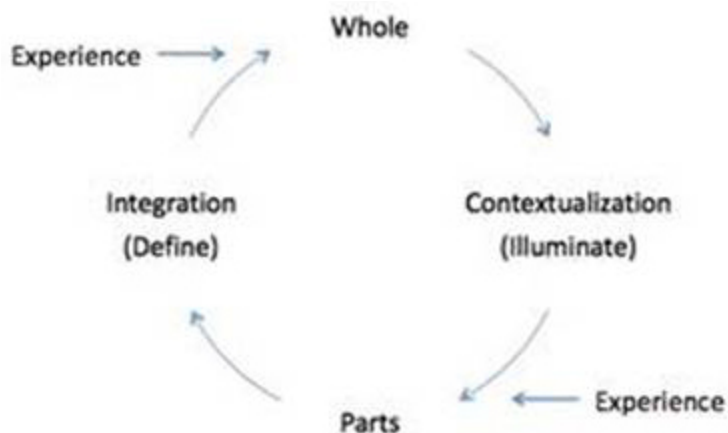 Whole
Experience
Integration
(Define)
Contextualization
(Illuminate)
Experience
Parts